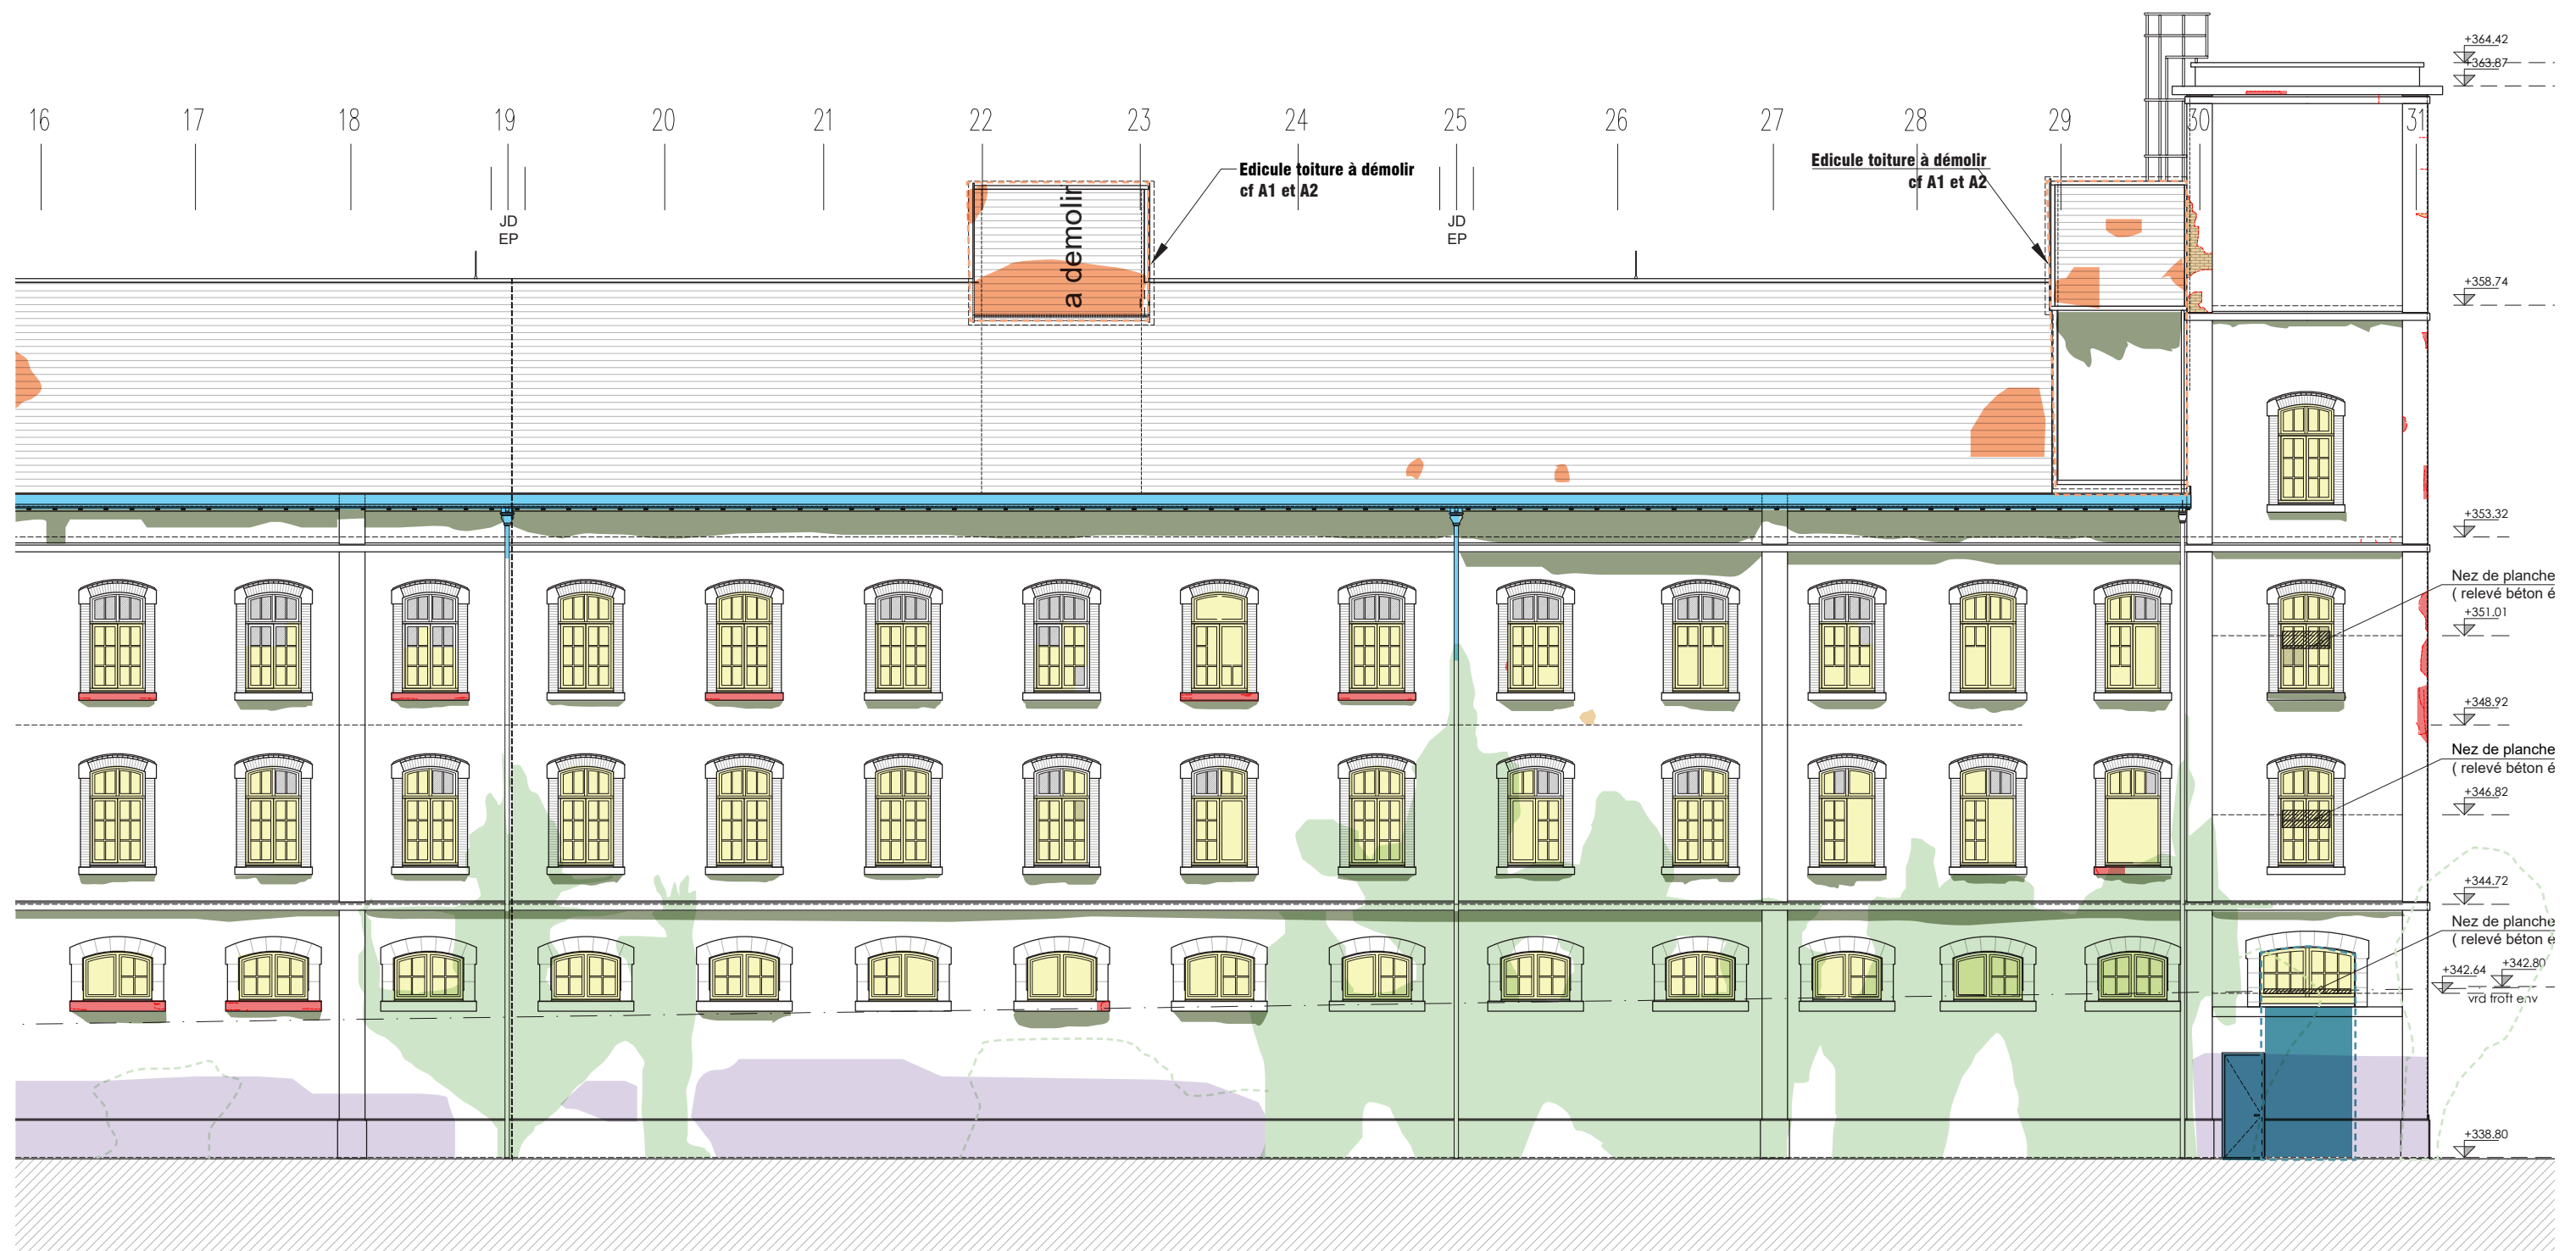 +364.42
+363.87
16 17 18 19 20 21 22 23 24 25 26 27 28 29 30 31
Edicule toiture à démolir
cf A1 et A2
Edicule toiture à démolir
cf A1 et A2
a demolir
JD
EP
JD
EP
+358.74
+353.32
Nez de planche
( relevé béton é
+351.01
+348.92
Nez de planche
( relevé béton é
+346.82
+344.72
Nez de planche
( relevé béton é
+342.64
+342.80
vrd froft env
+338.80